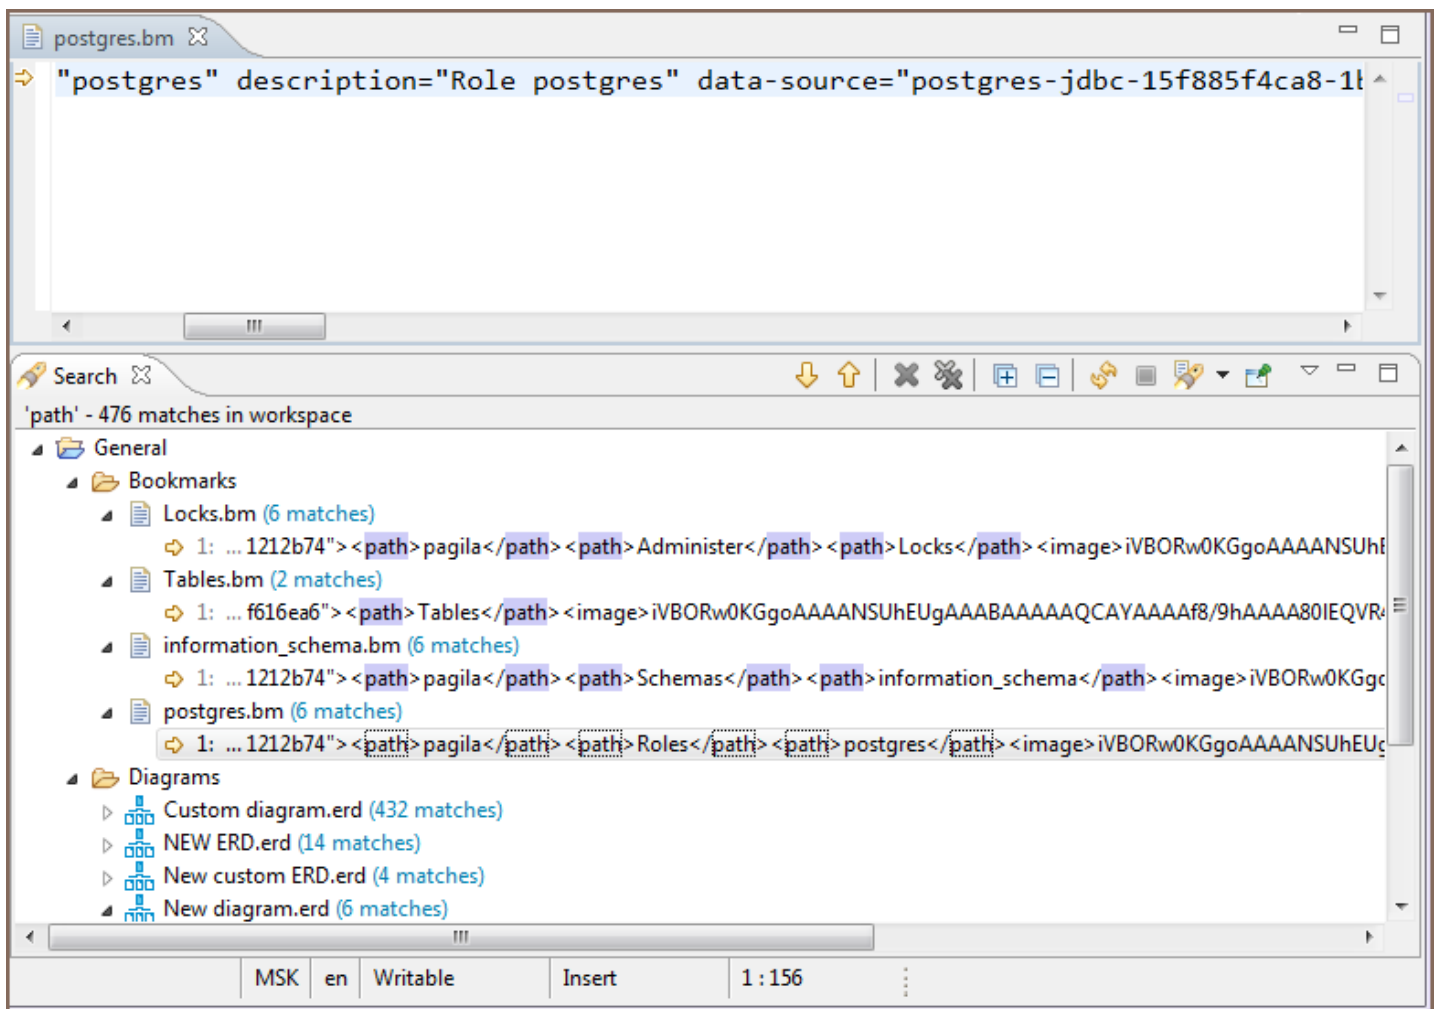 postgres.bm
"postgres" description="Role postgres" data-source="postgres-jdbc-15f885f4ca8-1
Search
'path' - 476 matches in workspace
General
Bookmarks
Locks.bm (6 matches)
1: ... 1212b74"><path>pagila</path><path>Administer</path><path>Locks</path><image>iVBORw0KGgoAAAANSUhE
Tables.bm (2 matches)
1: ... f616ea6"><path>Tables</path><image>iVBORw0KGgoAAAANSUhEUgAAABAAAAAQCAYAAAAf8/9hAAAA80lEQVR4
information_schema.bm (6 matches)
1: ... 1212b74"><path>pagila</path><path>Schemas</path><path>information_schema</path><image>iVBORw0KGgo
postgres.bm (6 matches)
1: ... 1212b74"><path>pagila</path><path>Roles</path><path>postgres</path><image>iVBORw0KGgoAAAANSUhEUg
Diagrams
Custom diagram.erd (432 matches)
NEW ERD.erd (14 matches)
New custom ERD.erd (4 matches)
New diagram.erd (6 matches)
MSK en Writable Insert 1 : 156